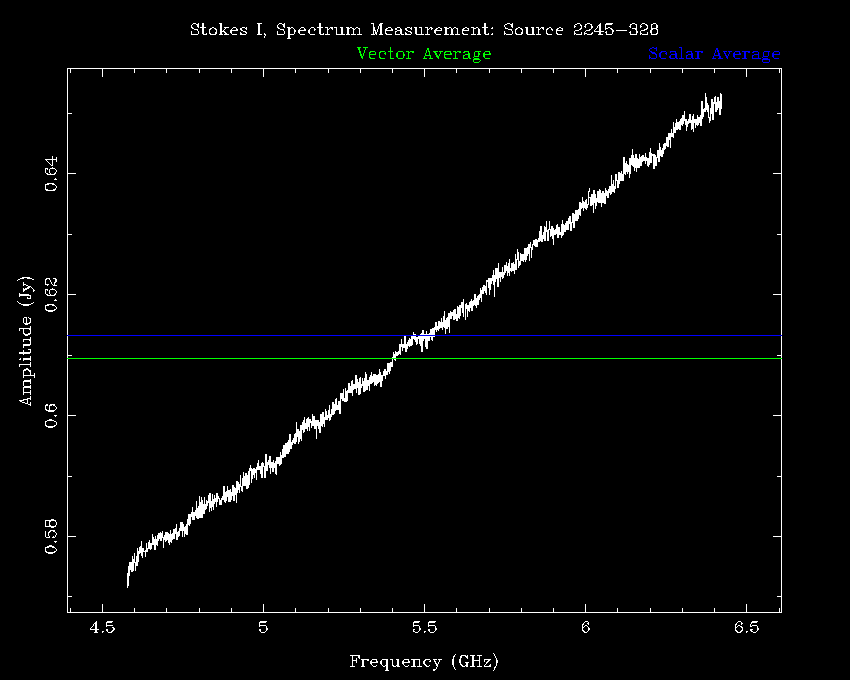 Stokes I, Spectrum Measurement: Source 2245−328
Vector Average Scalar Average
Amplitude (Jy)
0.64
0.62
0.6
0.58
4.5 5 5.5 6 6.5
Frequency (GHz)